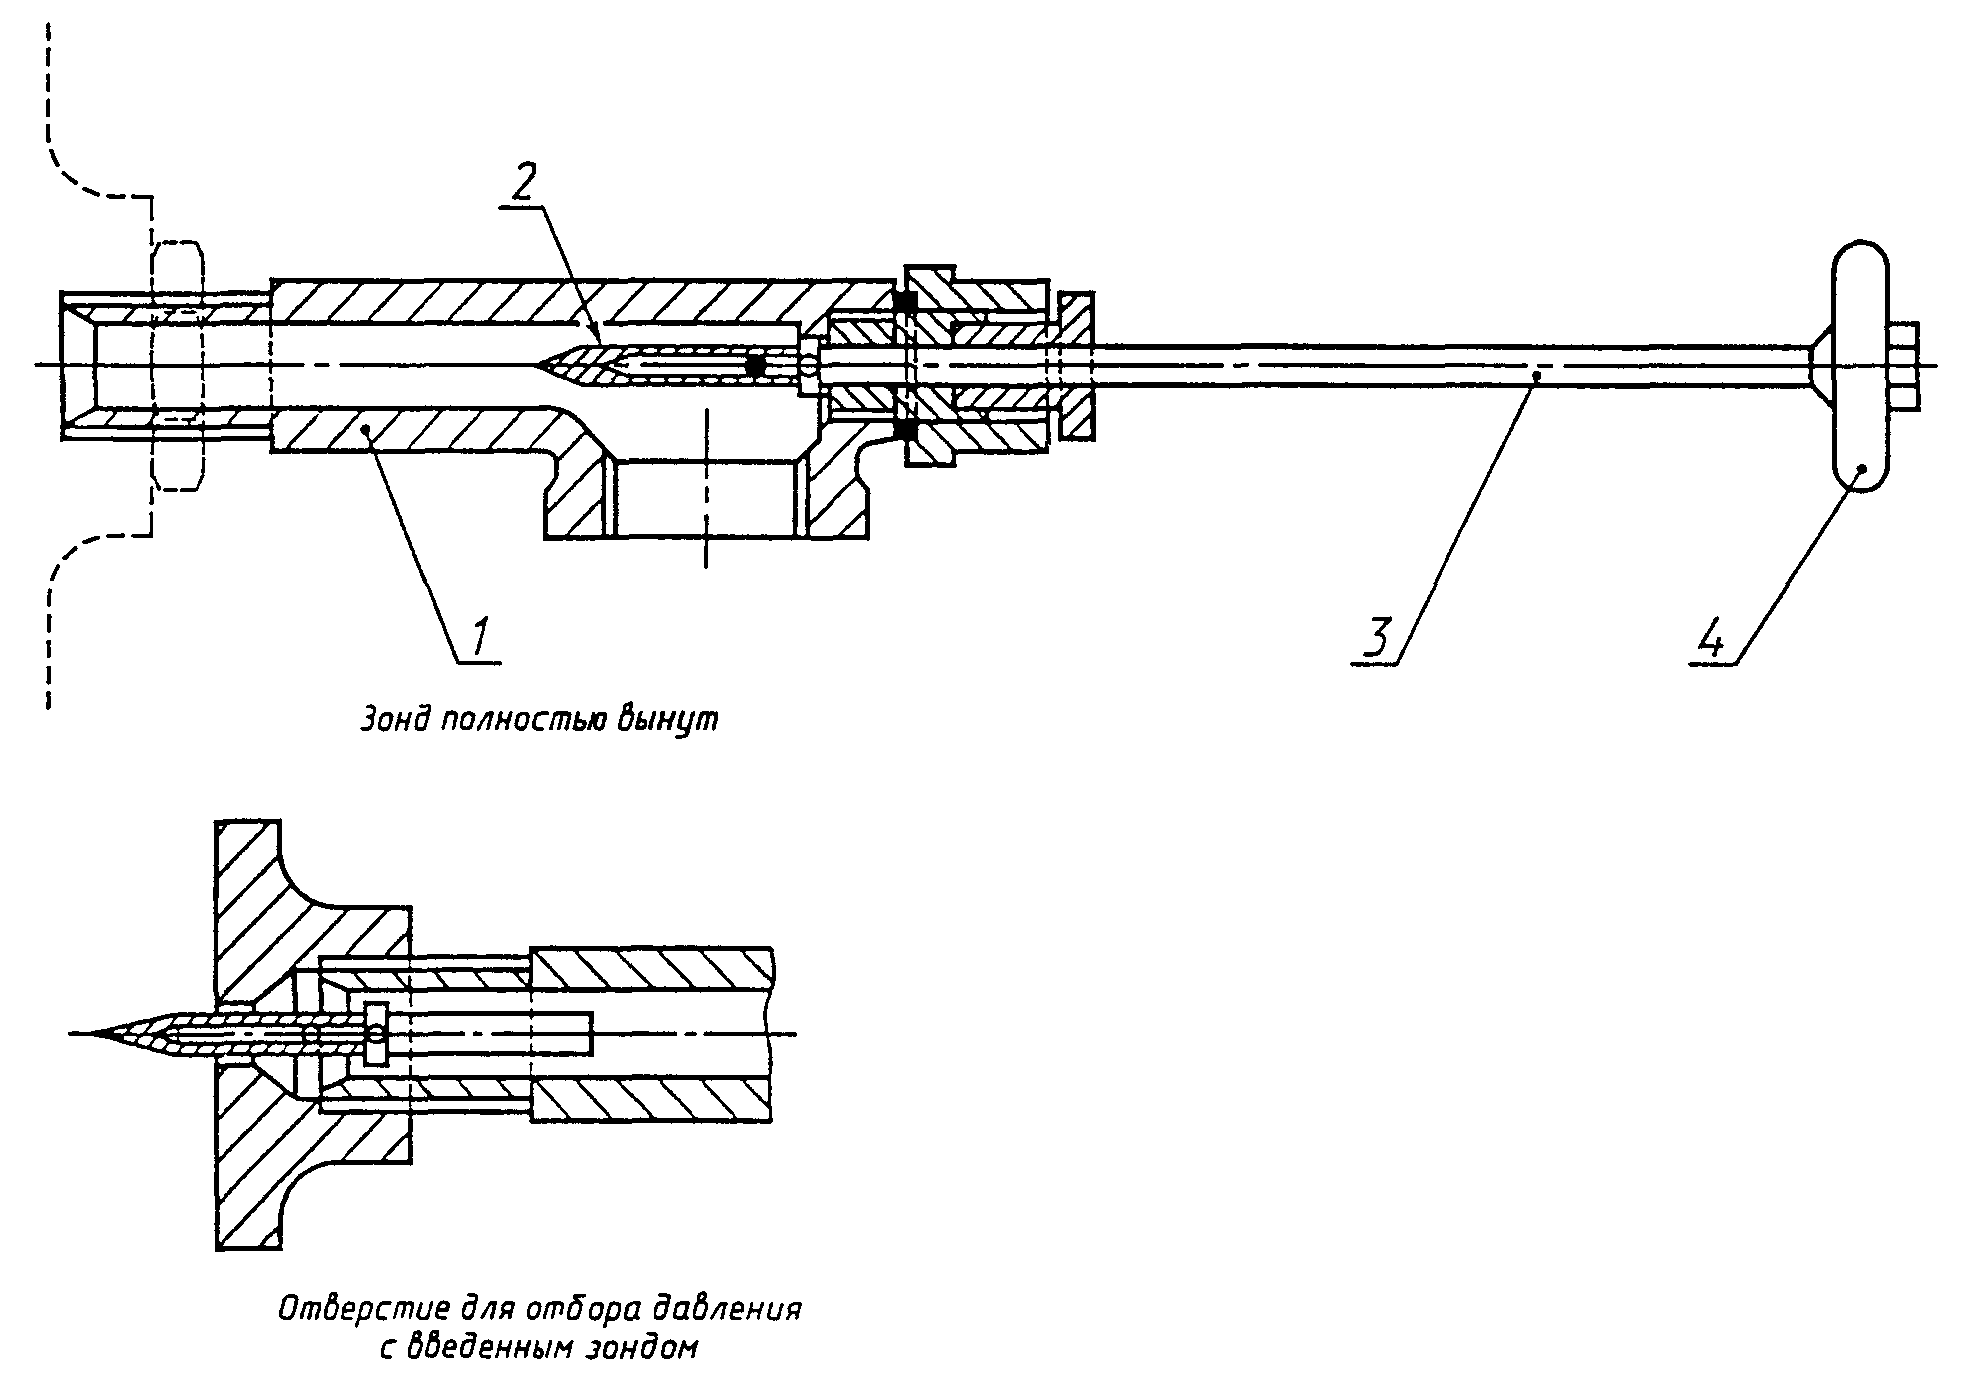 2
1
3
4
Зонд полностью вынут
Отверстие для отбора давления
с введенным зондом